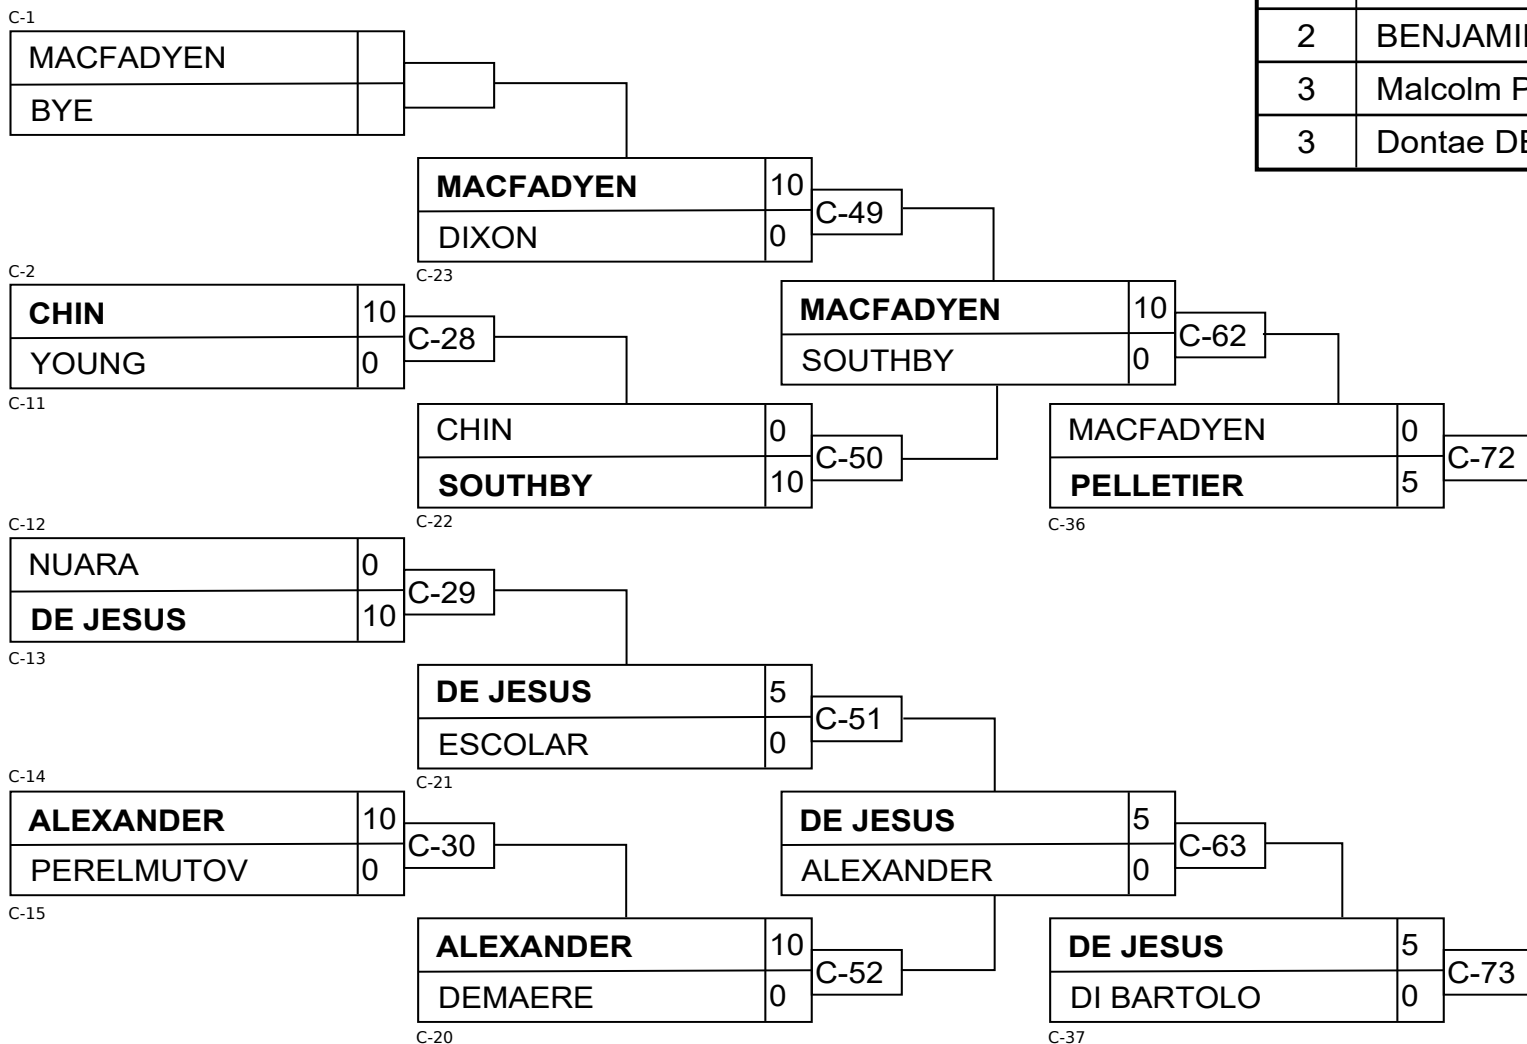 C-1
MACFADYEN
BYE
2 BENJAMI
3 Malcolm
3 Dontae
MACFADYEN 10
DIXON 0
C-49
C-23
C-2
CHIN 10
YOUNG 0
C-28
C-11
MACFADYEN 10
SOUTHBY 0
C-62
CHIN 0
SOUTHBY 10
C-50
C-22
MACFADYEN 0
PELLETIER 5
C-72
C-36
C-12
NUARA 0
DE JESUS 10
C-29
C-13
DE JESUS 5
ESCOLAR 0
C-51
C-21
C-14
ALEXANDER 10
PERELMUTOV 0
C-30
C-15
DE JESUS 5
ALEXANDER 0
C-63
ALEXANDER 10
DEMAERE 0
C-52
C-20
DE JESUS 5
DI BARTOLO 0
C-73
C-37